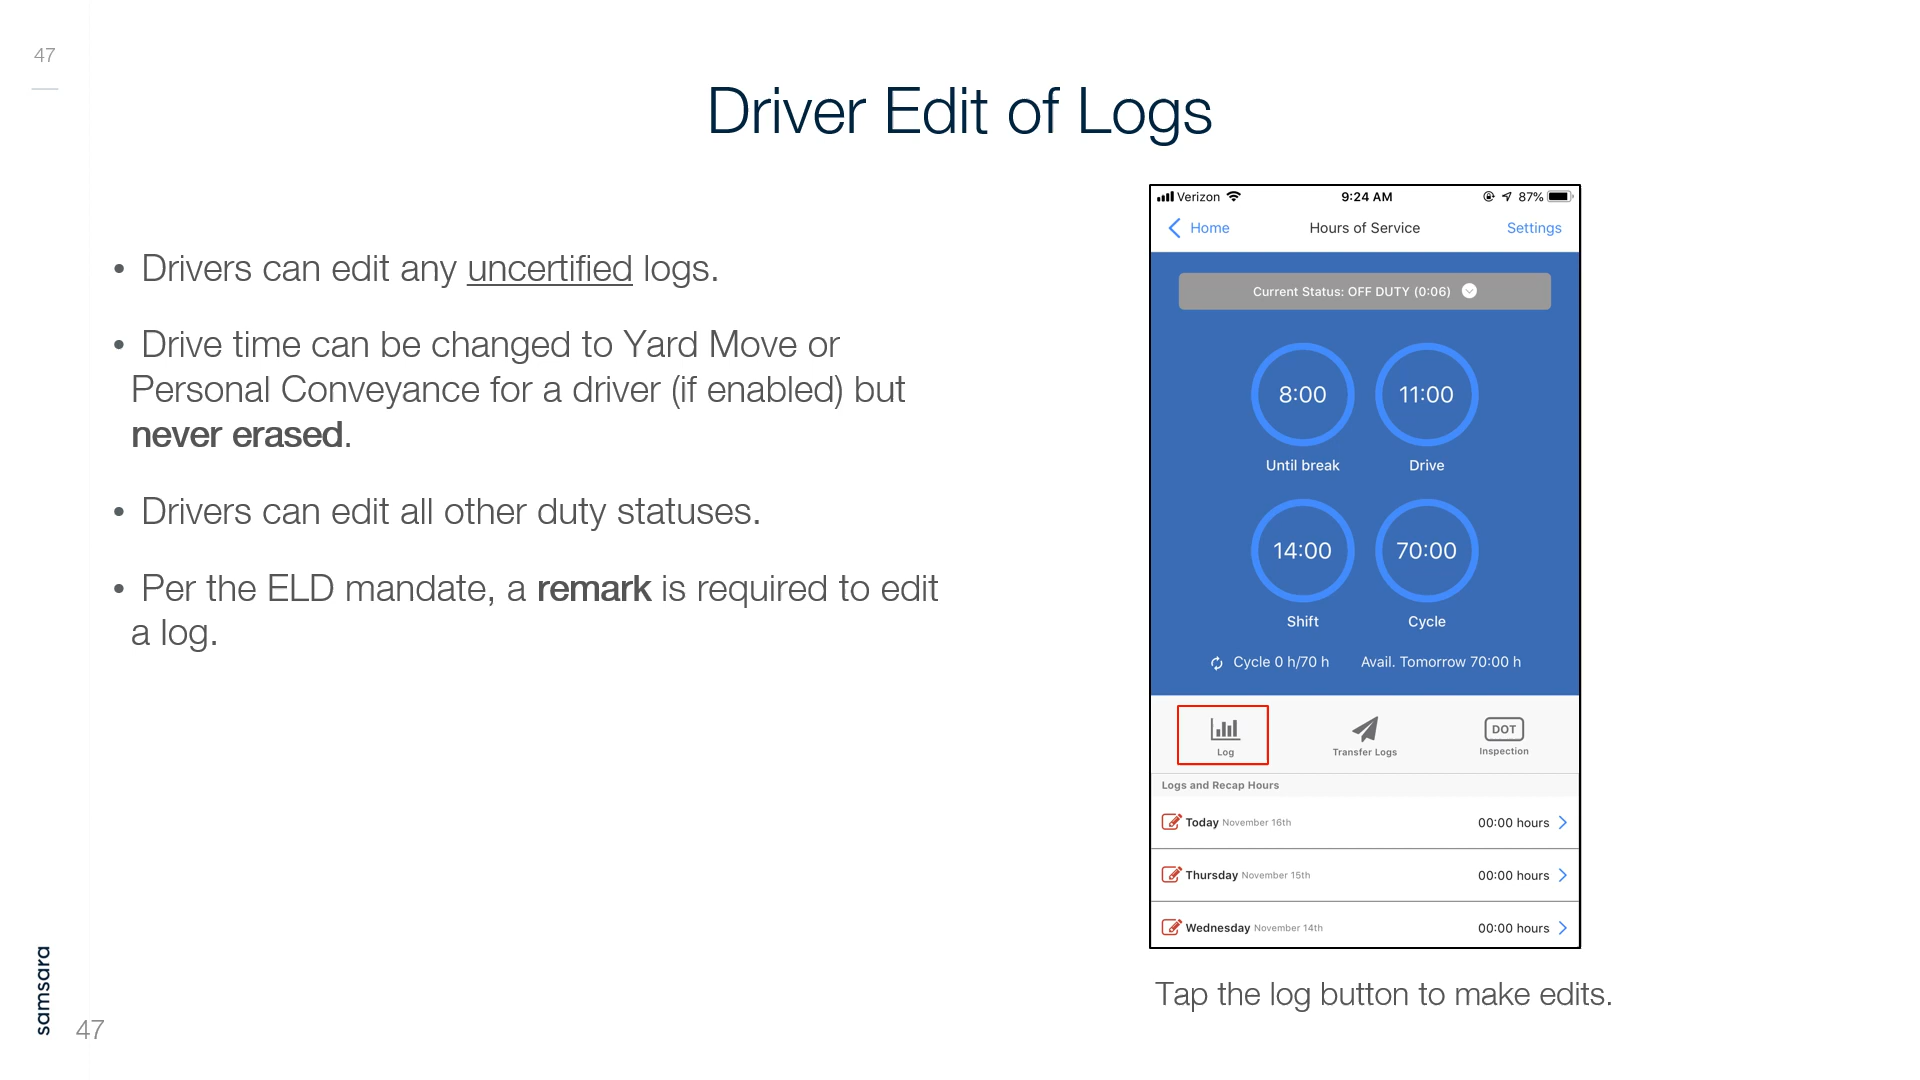 47
Driver Edit of Logs
• Drivers can edit any uncertified logs.
• Drive time can be changed to Yard Move or
Personal Conveyance for a driver (if enabled) but
never erased.
• Drivers can edit all other duty statuses.
• Per the ELD mandate, a remark is required to edit
a log.
Verizon 9:24 AM 87%
Home Hours of Service Settings
Current Status: OFF DUTY (0:06)
8:00 11:00
Until break Drive
14:00 70:00
Shift Cycle
Cycle 0 h/70 h Avail. Tomorrow 70:00 h
DOT
Log Transfer Logs Inspection
Logs and Recap Hours
Today November 16th 00:00 hours
Thursday November 15th 00:00 hours
Wednesday November 14th 00:00 hours
Tap the log button to make edits.
samsara
47